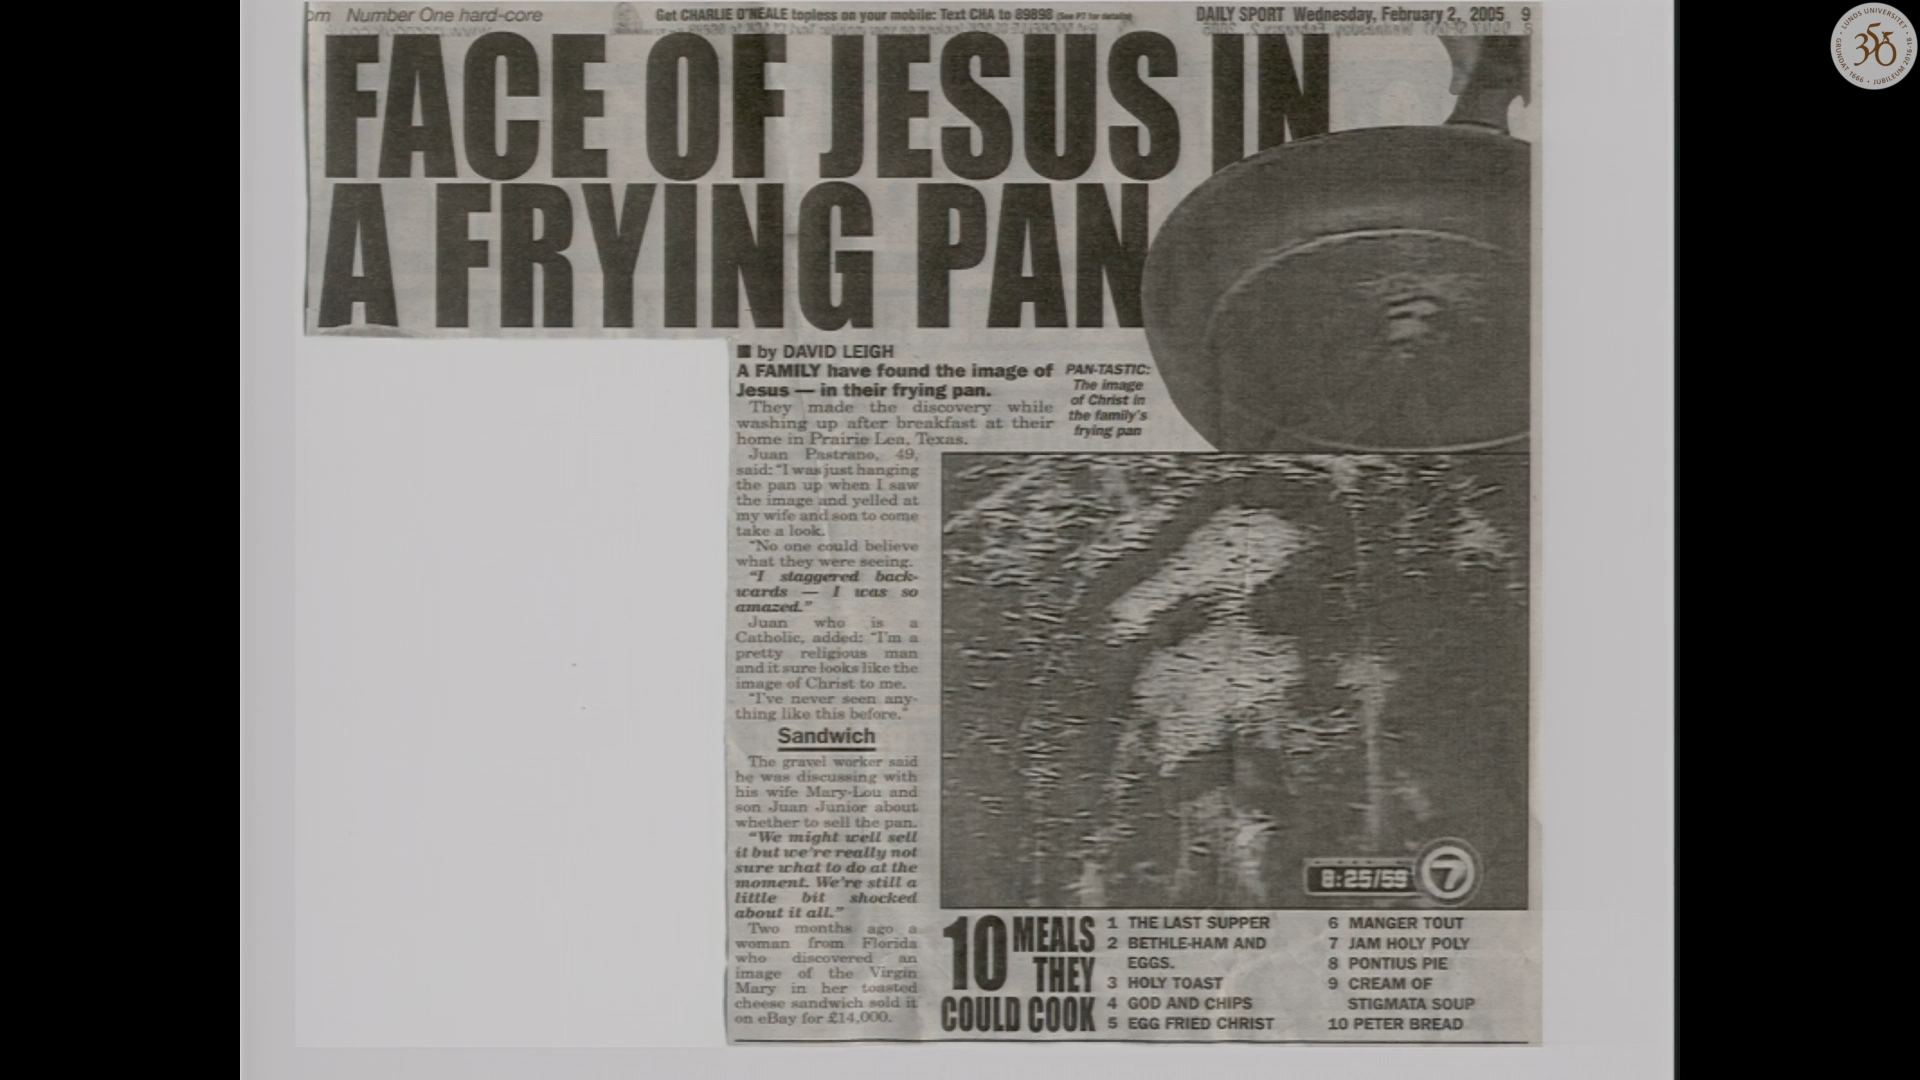 om Number One hard-core
Get CHARLIE O'NEALE topless on your mobile: Text CHA to 89898 (See P7 for details)
DAILY SPORT Wednesday, February 2, 2005 9
FACE OF JESUS IN
A FRYING PAN
■ by DAVID LEIGH
A FAMILY have found the image of
Jesus — in their frying pan.
They made the discovery while
washing up after breakfast at their
home in Prairie Lea, Texas.
Juan Pastrano, 49,
said: "I was just hanging
the pan up when I saw
the image and yelled at
my wife and son to come
take a look.
"No one could believe
what they were seeing.
"I staggered back-
wards — I was so
amazed."
Juan who is a
Catholic, added: "I'm a
pretty religious man
and it sure looks like the
image of Christ to me.
"I've never seen any-
thing like this before."
Sandwich
The gravel worker said
he was discussing with
his wife Mary-Lou and
son Juan Junior about
whether to sell the pan.
"We might well sell
it but we're really not
sure what to do at the
moment. We're still a
little bit shocked
about it all."
Two months ago a
woman from Florida
who discovered an
image of the Virgin
Mary in her toasted
cheese sandwich sold it
on eBay for £14,000.
PAN-TASTIC:
The image
of Christ in
the family's
frying pan
8:25/59 7
10 MEALS
THEY
COULD COOK
1 THE LAST SUPPER
2 BETHLE-HAM AND
EGGS.
3 HOLY TOAST
4 GOD AND CHIPS
5 EGG FRIED CHRIST
6 MANGER TOUT
7 JAM HOLY POLY
8 PONTIUS PIE
9 CREAM OF
STIGMATA SOUP
10 PETER BREAD
LUNDS UNIVERSITET
350
GRUNDAT 1666 • JUBILEUM 2016-18